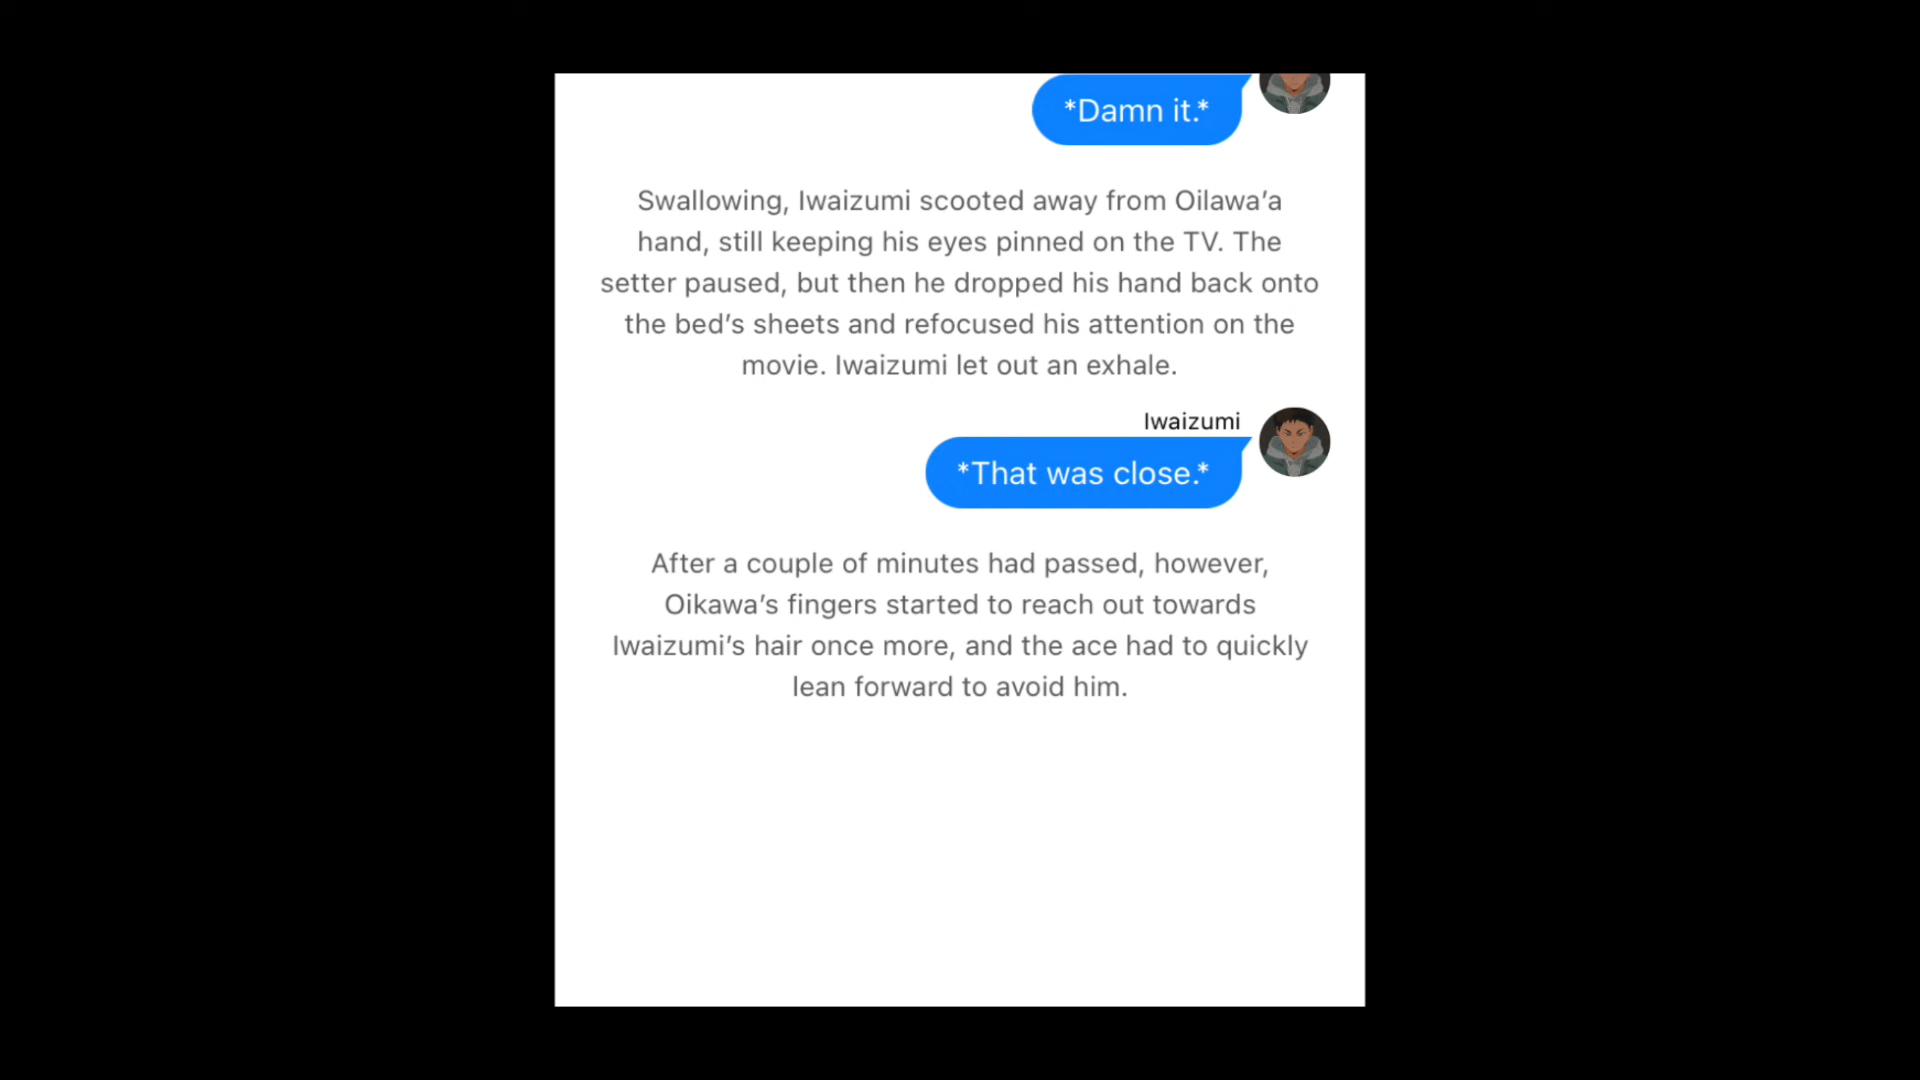 *Damn it.*
Swallowing, Iwaizumi scooted away from Oilawa’a
hand, still keeping his eyes pinned on the TV. The
setter paused, but then he dropped his hand back onto
the bed’s sheets and refocused his attention on the
movie. Iwaizumi let out an exhale.
Iwaizumi
*That was close.*
After a couple of minutes had passed, however,
Oikawa’s fingers started to reach out towards
Iwaizumi’s hair once more, and the ace had to quickly
lean forward to avoid him.